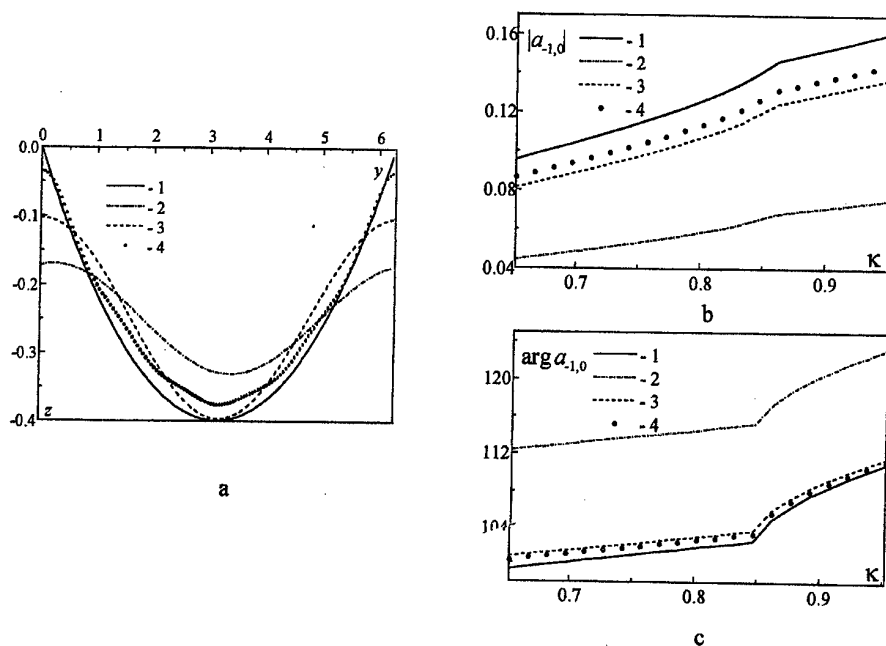 0 1 2 3 4 5 6
y
0.0
-0.1
-0.2
-0.3
-0.4
z
- 1
- 2
- 3
- 4
a
|a-1,0|
0.16
0.12
0.08
0.04
- 1
- 2
- 3
- 4
0.7 0.8 0.9 κ
b
arg a-1,0
120
112
104
- 1
- 2
- 3
- 4
κ
0.7 0.8 0.9
c